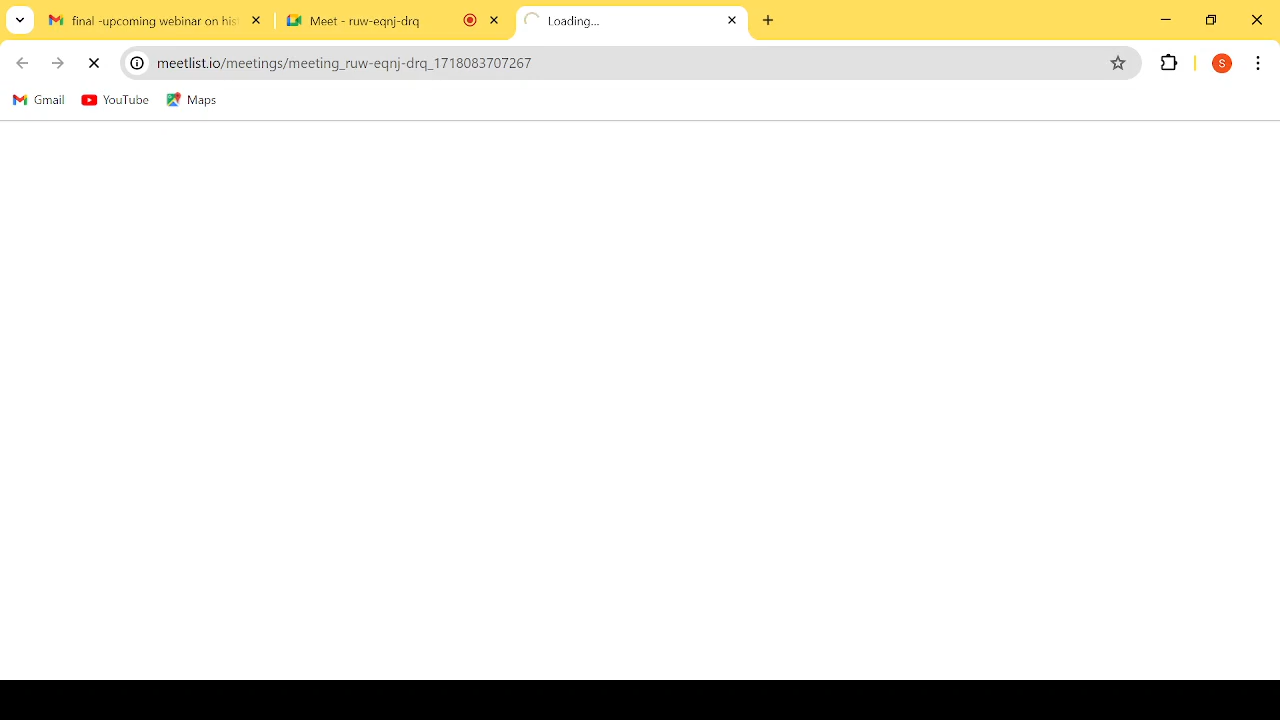 final -upcoming webinar on his
Meet - ruw-eqnj-drq
Loading...
meetlist.io/meetings/meeting_ruw-eqnj-drq_1718083707267
S
Gmail
YouTube
Maps